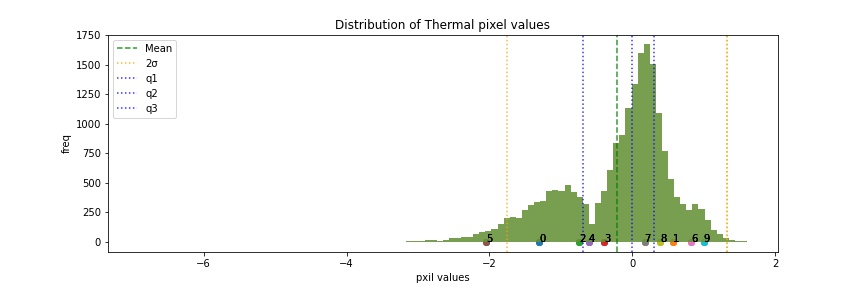 Distribution of Thermal pixel values
Mean
2σ
q1
q2
q3
freq
1750
1500
1250
1000
750
500
250
0
5 0 2 4 3 7 8 1 6 9
−6 −4 −2 0 2
pxil values